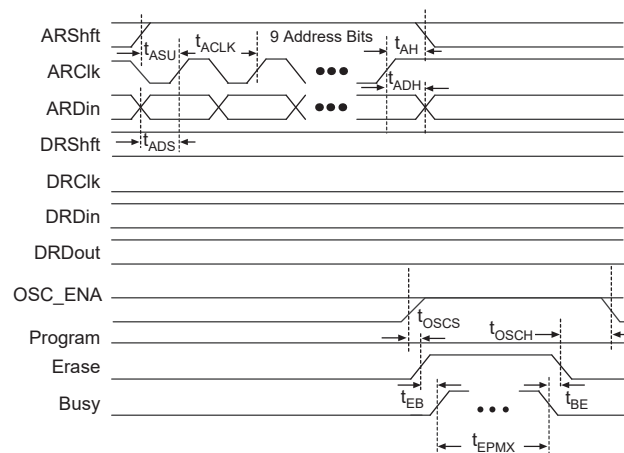 ARShft
tASU
tACLK
9 Address Bits
tAH
ARClk
tADH
ARDin
DRShft
tADS
DRClk
DRDin
DRDout
OSC_ENA
tOSCS
tOSCH
Program
Erase
tEB
tBE
Busy
tEPMX